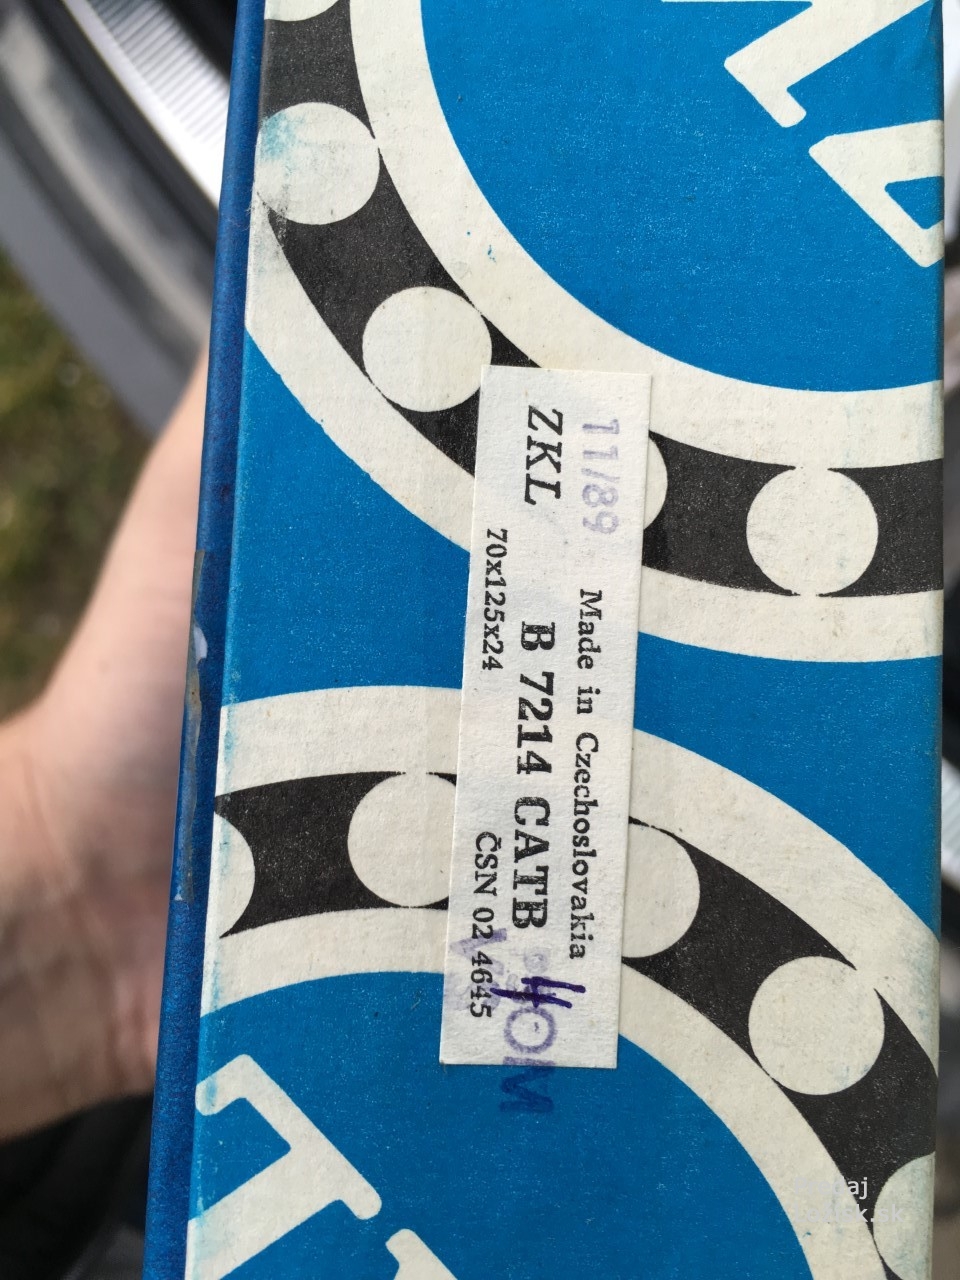 11/89
Made in Czechoslovakia
ZKL B 7214 CATB
70x125x24 ČSN 02 4645